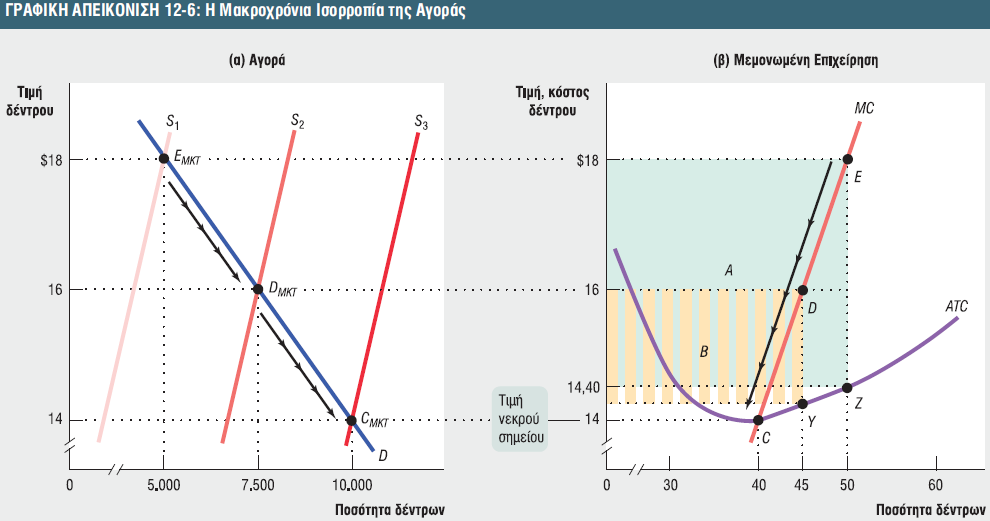 ΓΡΑΦΙΚΗ ΑΠΕΙΚΟΝΙΣΗ 12-6: Η Μακροχρόνια Ισορροπία της Αγοράς
(α) Αγορά
Τιμή
δέντρου
S1
S2
S3
$18
EMKT
16
DMKT
14
CMKT
D
0
5.000
7.500
10.000
Ποσότητα δέντρων
(β) Μεμονωμένη Επιχείρηση
Τιμή, κόστος
δέντρου
MC
$18
E
A
16
D
ATC
B
14,40
Z
Y
14
C
Τιμή
νεκρού
σημείου
0
30
40
45
50
60
Ποσότητα δέντρων